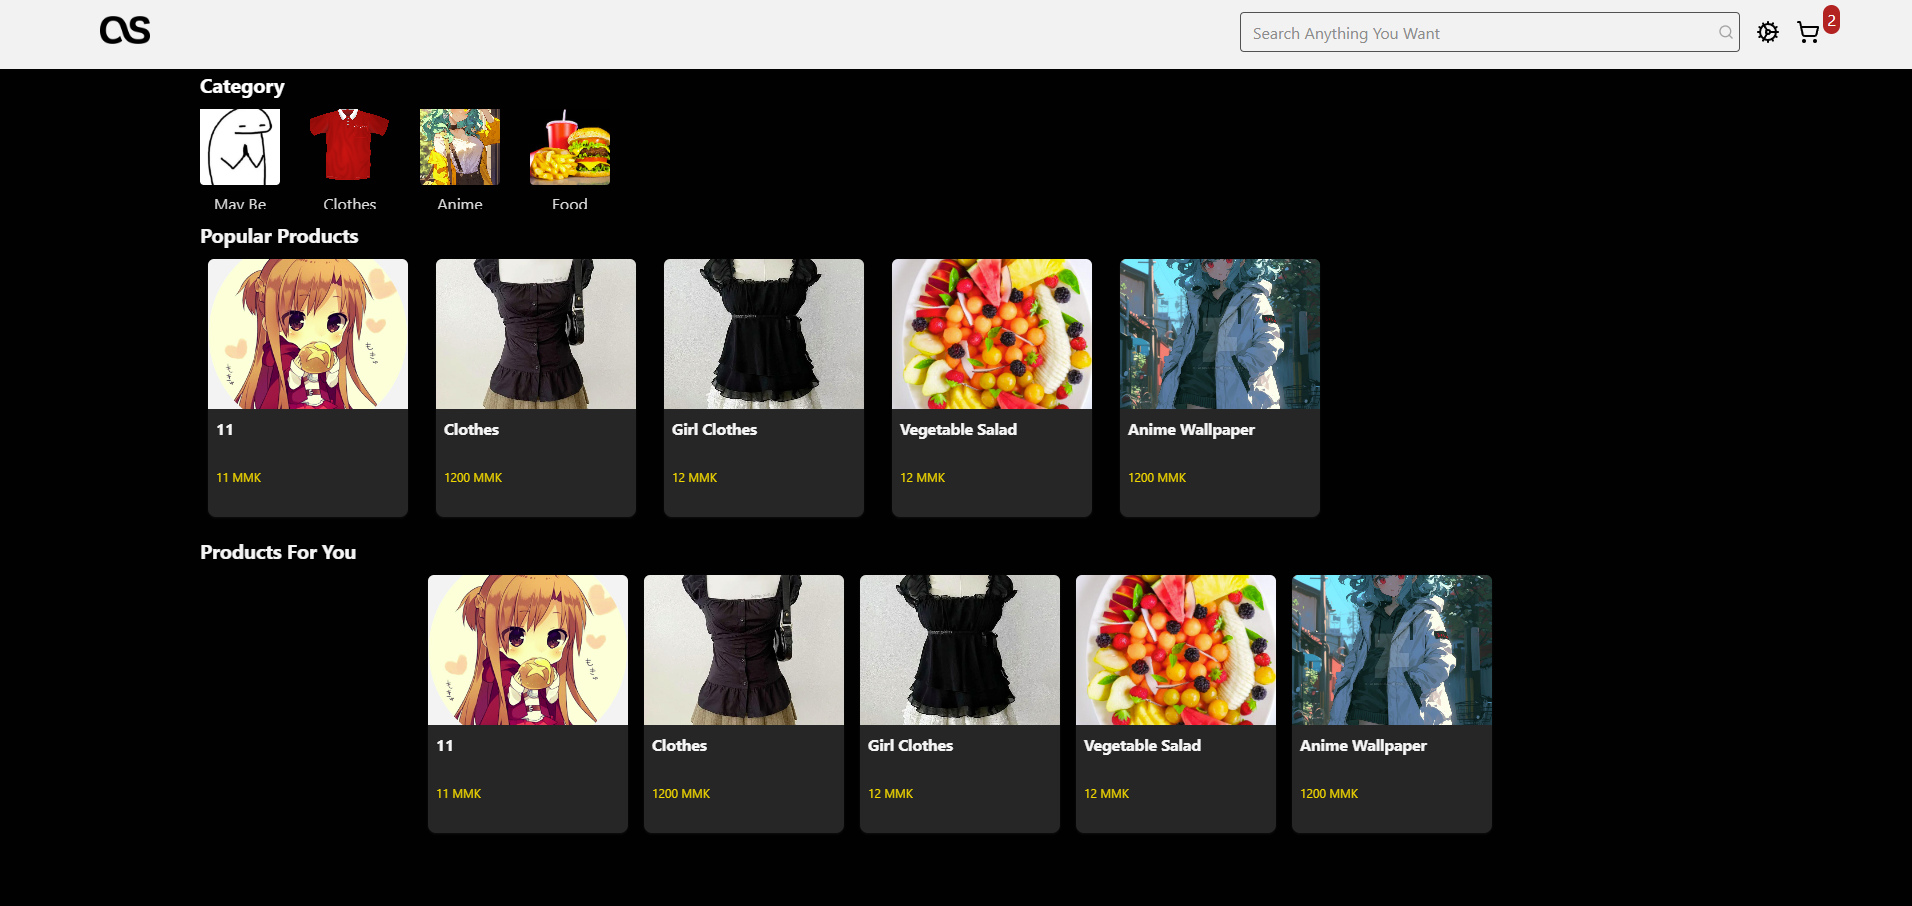 as
Search Anything You Want
2
Category
May Be
Clothes
Anime
Food
Popular Products
11
Clothes
Girl Clothes
Vegetable Salad
Anime Wallpaper
11 MMK
1200 MMK
12 MMK
12 MMK
1200 MMK
Products For You
11
Clothes
Girl Clothes
Vegetable Salad
Anime Wallpaper
11 MMK
1200 MMK
12 MMK
12 MMK
1200 MMK